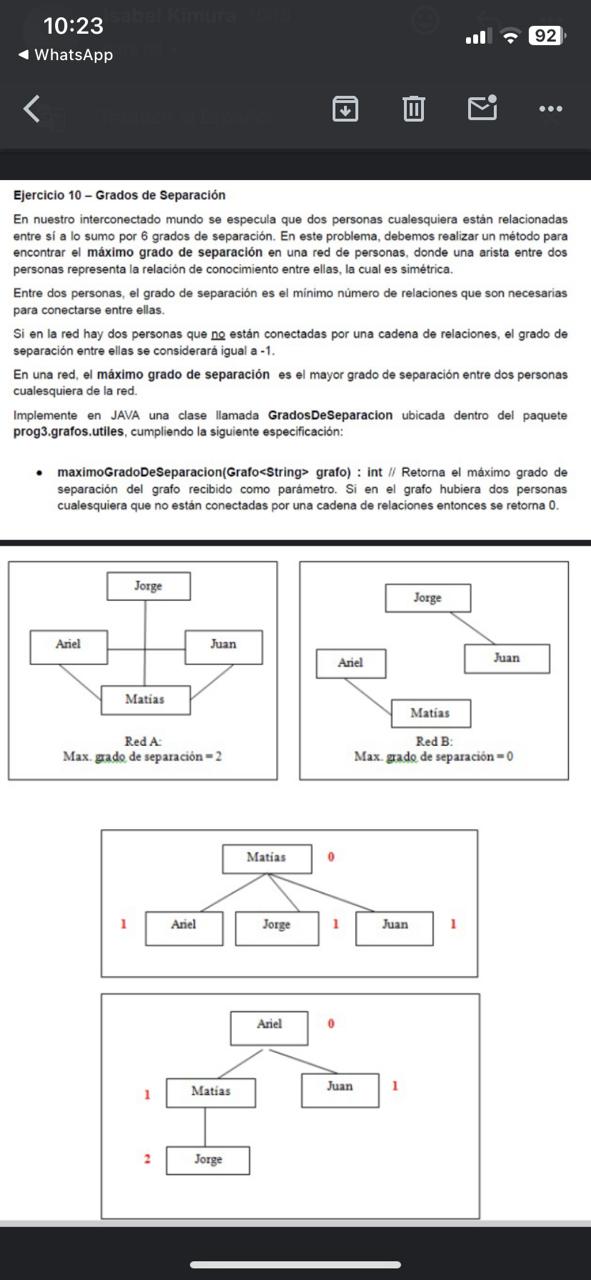 10:23
92
◄ WhatsApp
Ejercicio 10 – Grados de Separación
En nuestro interconectado mundo se especula que dos personas cualesquiera están relacionadas
entre sí a lo sumo por 6 grados de separación. En este problema, debemos realizar un método para
encontrar el máximo grado de separación en una red de personas, donde una arista entre dos
personas representa la relación de conocimiento entre ellas, la cual es simétrica.
Entre dos personas, el grado de separación es el mínimo número de relaciones que son necesarias
para conectarse entre ellas.
Si en la red hay dos personas que no están conectadas por una cadena de relaciones, el grado de
separación entre ellas se considerará igual a -1.
En una red, el máximo grado de separación es el mayor grado de separación entre dos personas
cualesquiera de la red.
Implemente en JAVA una clase llamada GradosDeSeparacion ubicada dentro del paquete
prog3.grafos.utiles, cumpliendo la siguiente especificación:
• maximoGradoDeSeparacion(Grafo<String> grafo) : int // Retorna el máximo grado de
separación del grafo recibido como parámetro. Si en el grafo hubiera dos personas
cualesquiera que no están conectadas por una cadena de relaciones entonces se retorna 0.
Jorge
Ariel
Juan
Matías
Red A:
Max. grado de separación = 2
Jorge
Juan
Ariel
Matías
Red B:
Max. grado de separación = 0
Matías 0
1 Ariel Jorge 1 Juan 1
Ariel 0
1 Matías Juan 1
2 Jorge